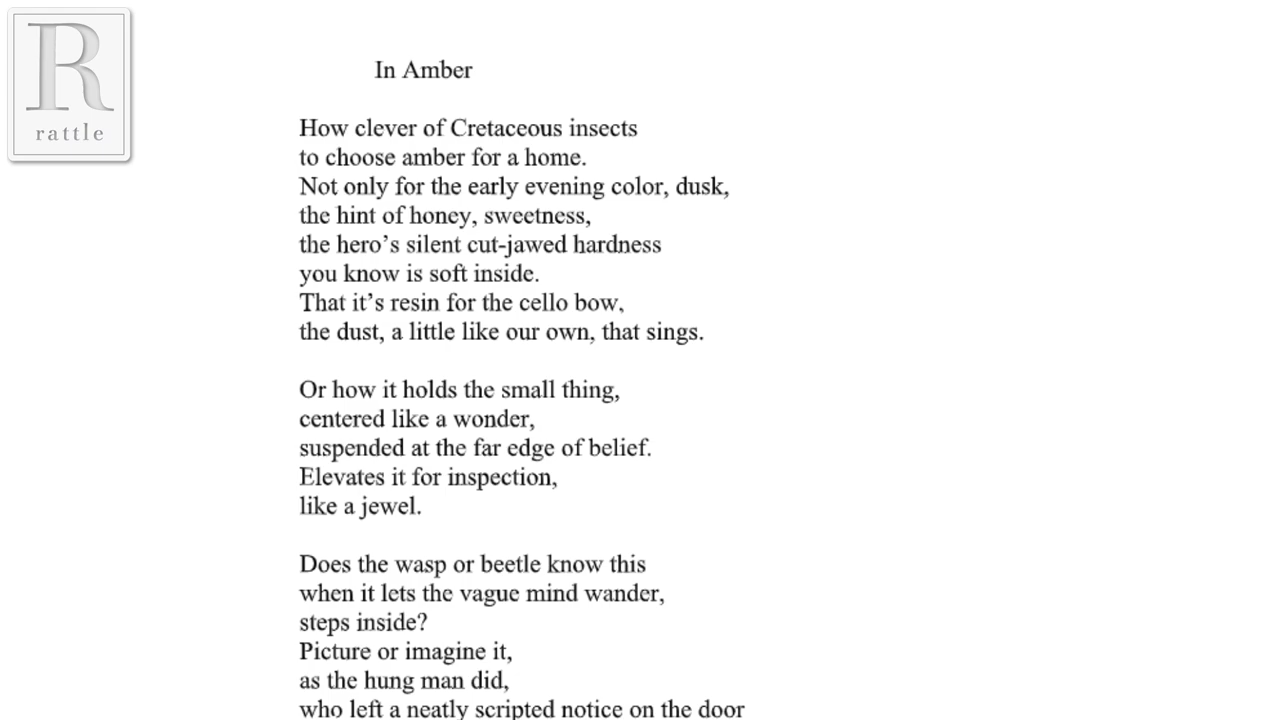 R
rattle
In Amber
How clever of Cretaceous insects
to choose amber for a home.
Not only for the early evening color, dusk,
the hint of honey, sweetness,
the hero’s silent cut-jawed hardness
you know is soft inside.
That it’s resin for the cello bow,
the dust, a little like our own, that sings.
Or how it holds the small thing,
centered like a wonder,
suspended at the far edge of belief.
Elevates it for inspection,
like a jewel.
Does the wasp or beetle know this
when it lets the vague mind wander,
steps inside?
Picture or imagine it,
as the hung man did,
who left a neatly scripted notice on the door